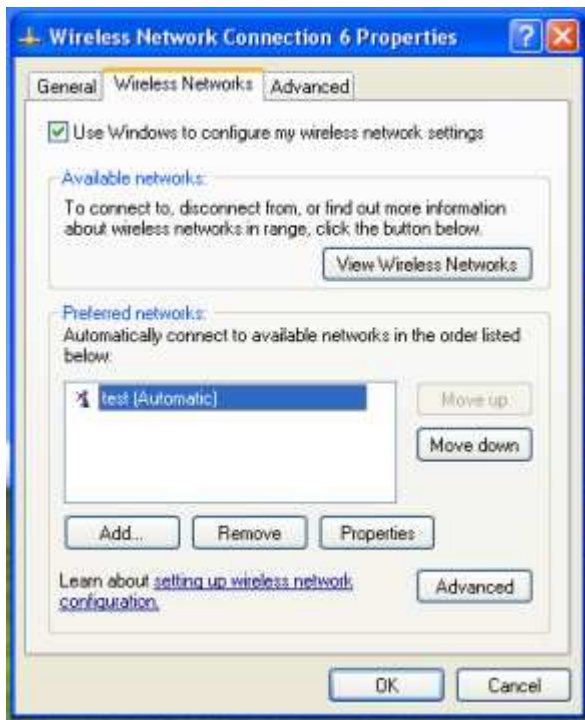 Wireless Network Connection 6 Properties
General Wireless Networks Advanced
Use Windows to configure my wireless network settings
Available networks:
To connect to, disconnect from, or find out more information
about wireless networks in range, click the button below.
View Wireless Networks
Preferred networks:
Automatically connect to available networks in the order listed
below:
test (Automatic)
Move up
Move down
Add... Remove Properties
Learn about setting up wireless network
configuration.
Advanced
OK Cancel